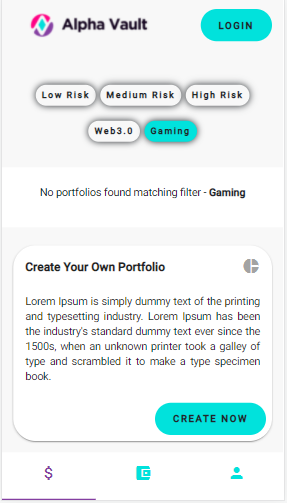 Alpha Vault
LOGIN
Low Risk Medium Risk High Risk
Web3.0 Gaming
No portfolios found matching filter - Gaming
Create Your Own Portfolio
Lorem Ipsum is simply dummy text of the printing
and typesetting industry. Lorem Ipsum has been
the industry's standard dummy text ever since the
1500s, when an unknown printer took a galley of
type and scrambled it to make a type specimen
book.
CREATE NOW
$